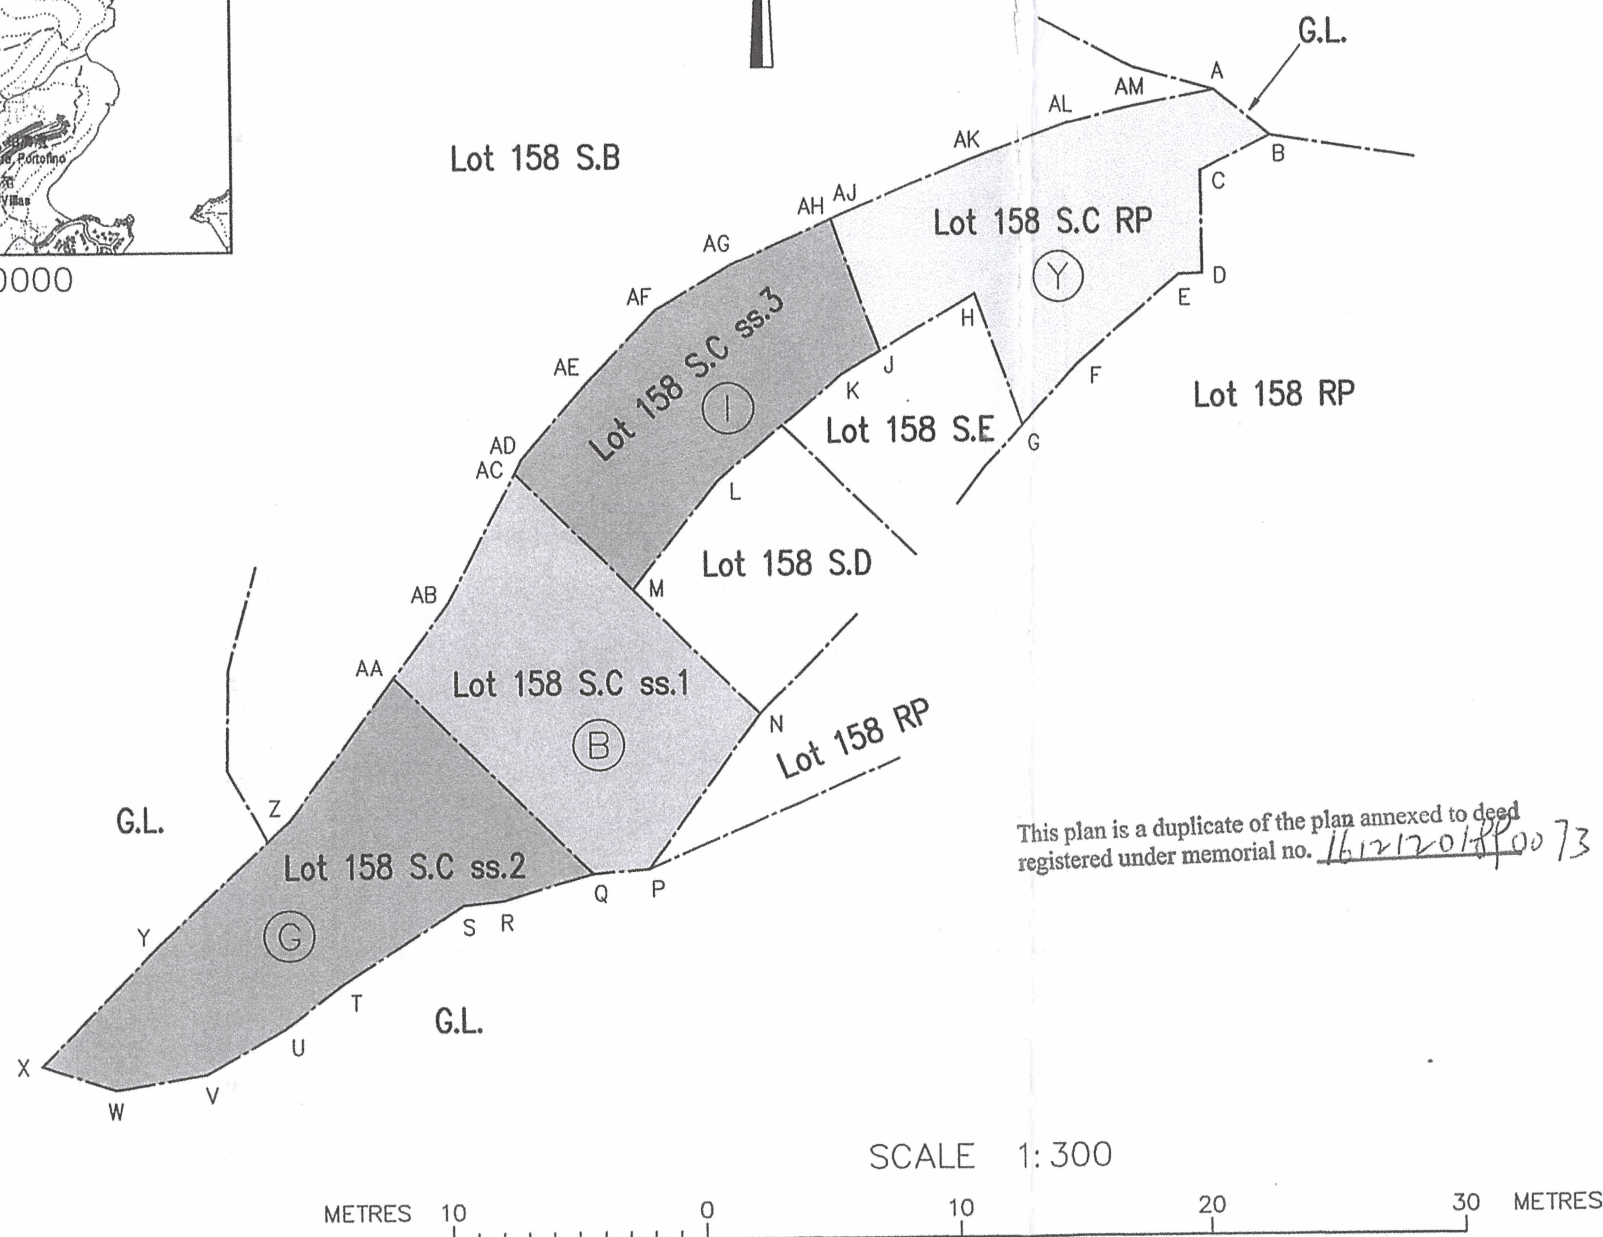 Portofino
Villas
0000
G.L.
A
AM
AL
AK
B
C
Lot 158 S.B
AH AJ
Lot 158 S.C RP
Y
AG
D
E
AF
H
Lot 158 S.C ss.3
I
AE
J
K
F
Lot 158 RP
Lot 158 S.E
G
AD
AC
L
Lot 158 S.D
M
AB
AA
Lot 158 S.C ss.1
B
N
Lot 158 RP
Z
G.L.
This plan is a duplicate of the plan annexed to deed
registered under memorial no.
Lot 158 S.C ss.2
Q P
S R
Y
G
T
G.L.
U
X
V
W
SCALE 1:300
METRES 10 0 10 20 30 METRES